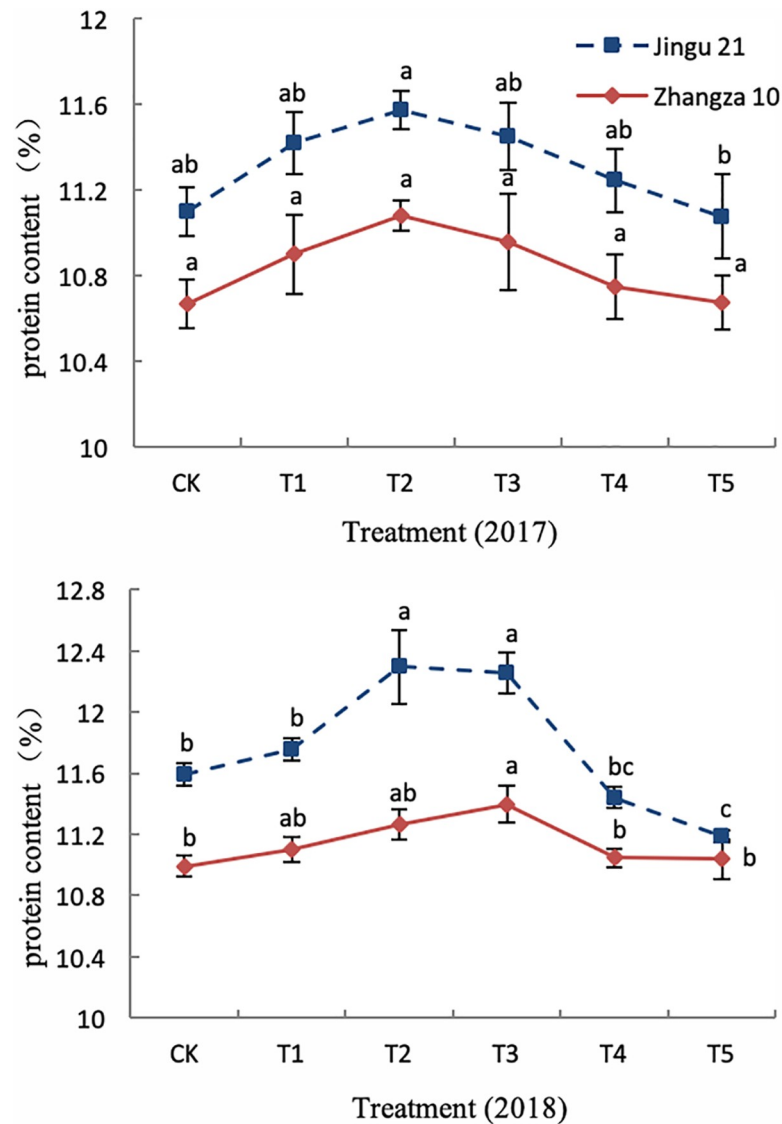 12
11.6
11.2
10.8
10.4
10
protein content（%）
Jingu 21
Zhangza 10
ab
ab
a
ab
ab
b
a
a
a
a
a
a
CK T1 T2 T3 T4 T5
Treatment (2017)
12.8
12.4
12
11.6
11.2
10.8
10.4
10
protein content（%）
b
b
a
a
bc
c
b
ab
ab
a
b
b
CK T1 T2 T3 T4 T5
Treatment (2018)